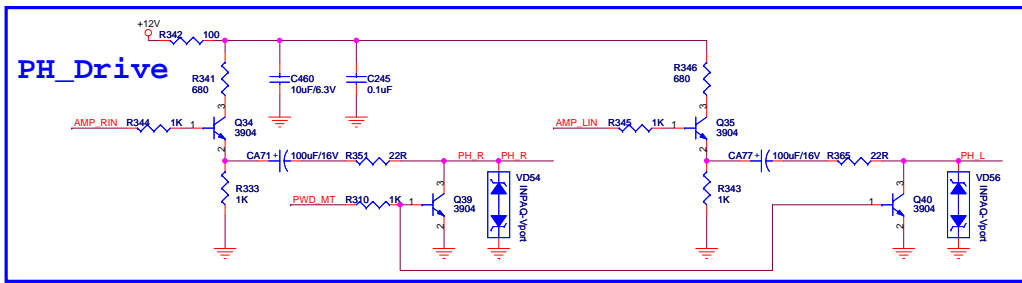 +12V
R342 100
PH_Drive
R341
680
C460
10uF/6.3V
C245
0.1uF
R346
680
3
3
AMP_RIN R344 1K 1 Q34
3904
AMP_LIN R345 1K 1 Q35
3904
2
2
CA71 + 100uF/16V R351 22R PH_R PH_R
CA77 + 100uF/16V R365 22R PH_L
R333
1K
3
VD54
INPAQ-Vport
R343
1K
3
VD56
INPAQ-Vport
PWD_MT R310 1K 1 Q39
3904
1 Q40
3904
2
2